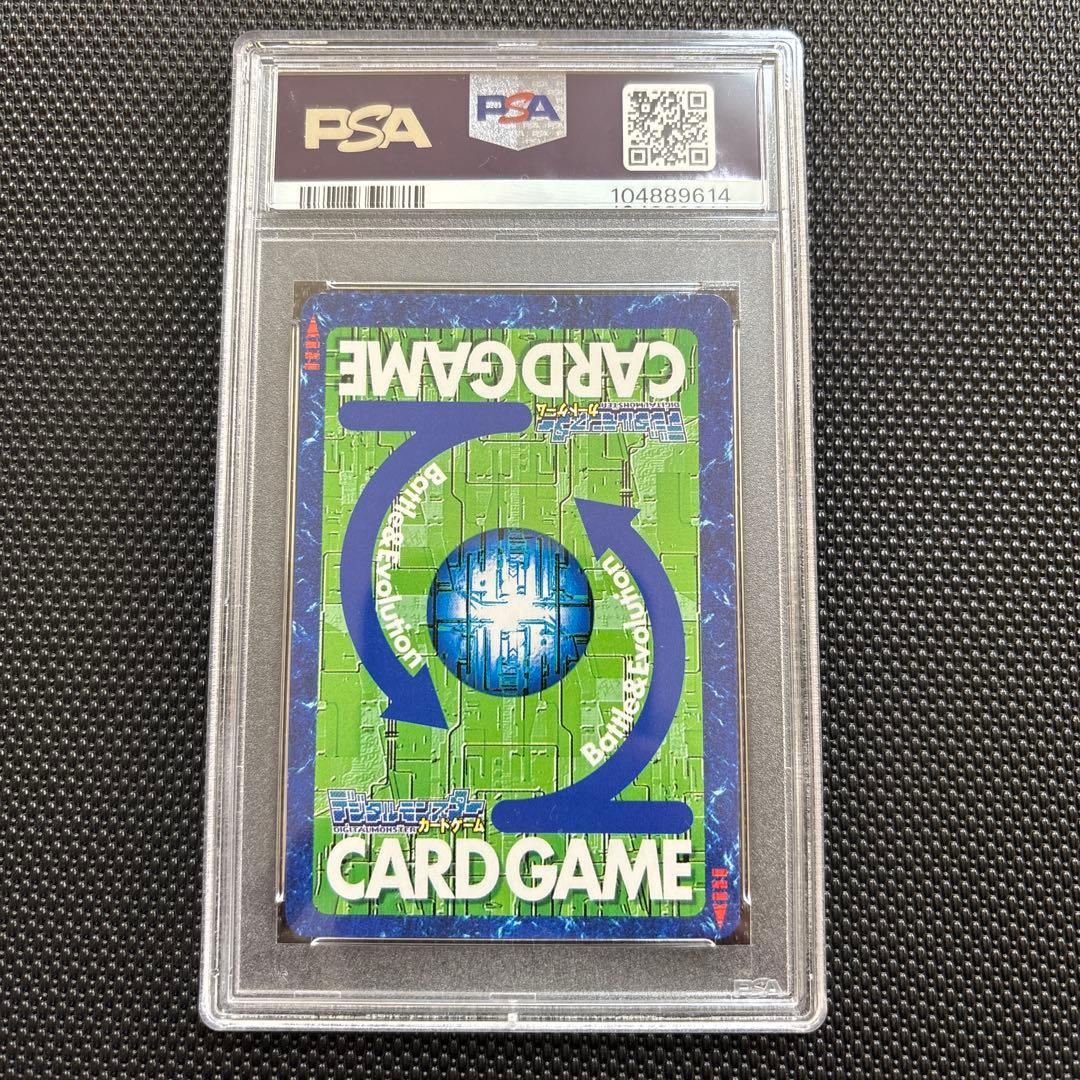 PSA
PSA
104889614
CARD GAME
デジタルモンスター
DIGITALMONSTER
カードゲーム
Battle&Evolution
Battle&Evolution
デジタルモンスター
DIGITALMONSTER カードゲーム
CARD GAME
PSA